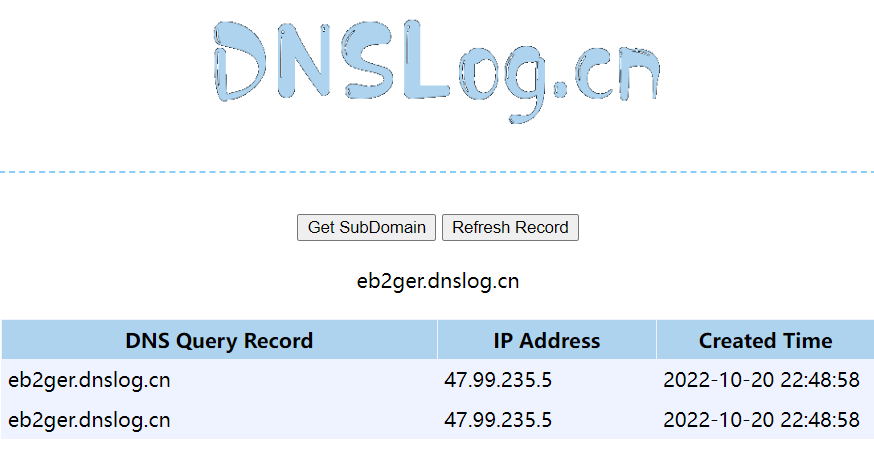 DNSLog.cn
Get SubDomain Refresh Record
eb2ger.dnslog.cn
DNS Query Record IP Address Created Time
eb2ger.dnslog.cn 47.99.235.5 2022-10-20 22:48:58
eb2ger.dnslog.cn 47.99.235.5 2022-10-20 22:48:58